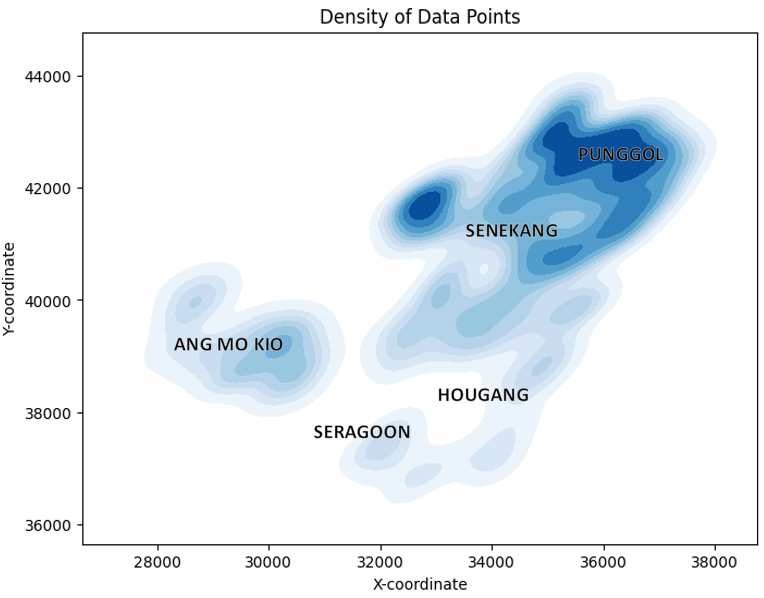 Density of Data Points
44000
42000
40000
38000
36000
Y-coordinate
PUNGGOL
SENEKANG
ANG MO KIO
HOUGANG
SERAGOON
28000 30000 32000 34000 36000 38000
X-coordinate